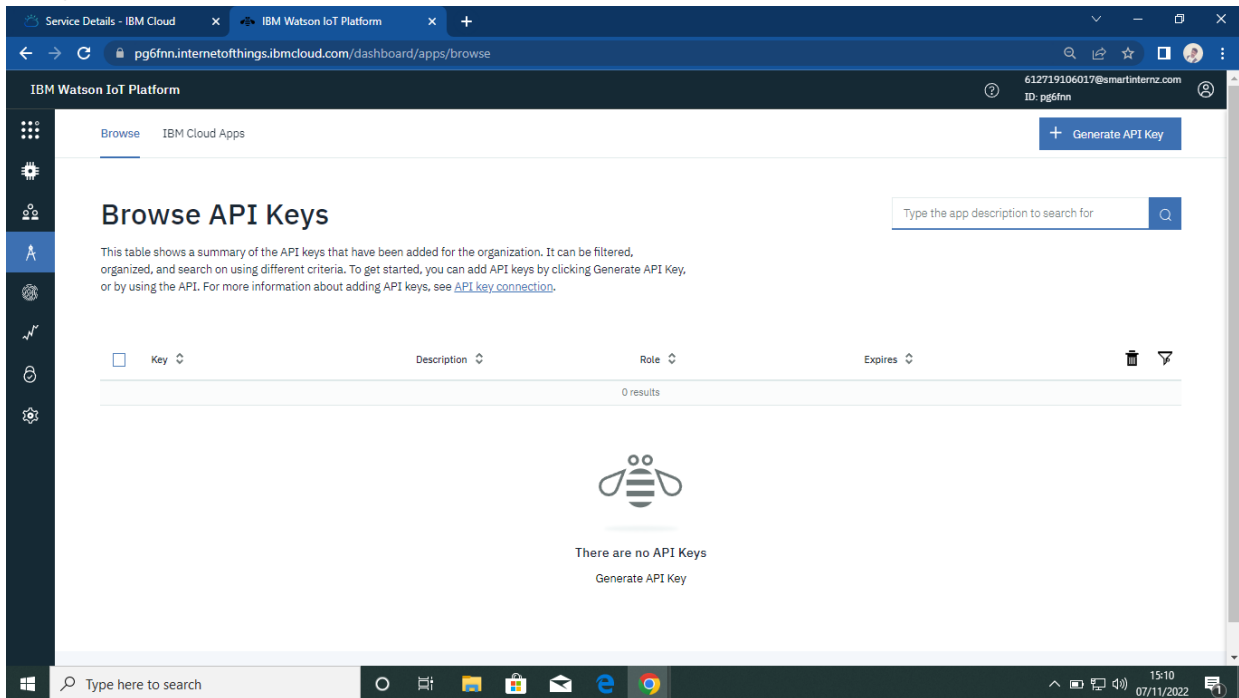 Service Details - IBM Cloud
IBM Watson IoT Platform
pg6fnn.internetofthings.ibmcloud.com/dashboard/apps/browse
IBM Watson IoT Platform
612719106017@smartinternz.com
ID: pg6fnn
Browse
IBM Cloud Apps
+ Generate API Key
Browse API Keys
Type the app description to search for
This table shows a summary of the API keys that have been added for the organization. It can be filtered,
organized, and search on using different criteria. To get started, you can add API keys by clicking Generate API Key,
or by using the API. For more information about adding API keys, see API key connection.
Key
Description
Role
Expires
0 results
There are no API Keys
Generate API Key
Type here to search
15:10
07/11/2022
1